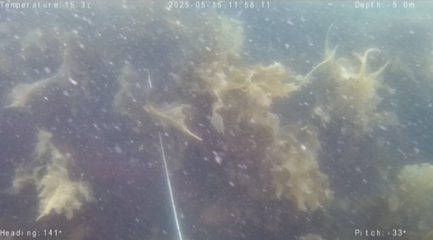 Temperature:15.3c 2025-05-15 11:58:11 Depth:-5.0m
Heading:141° Pitch:-33°